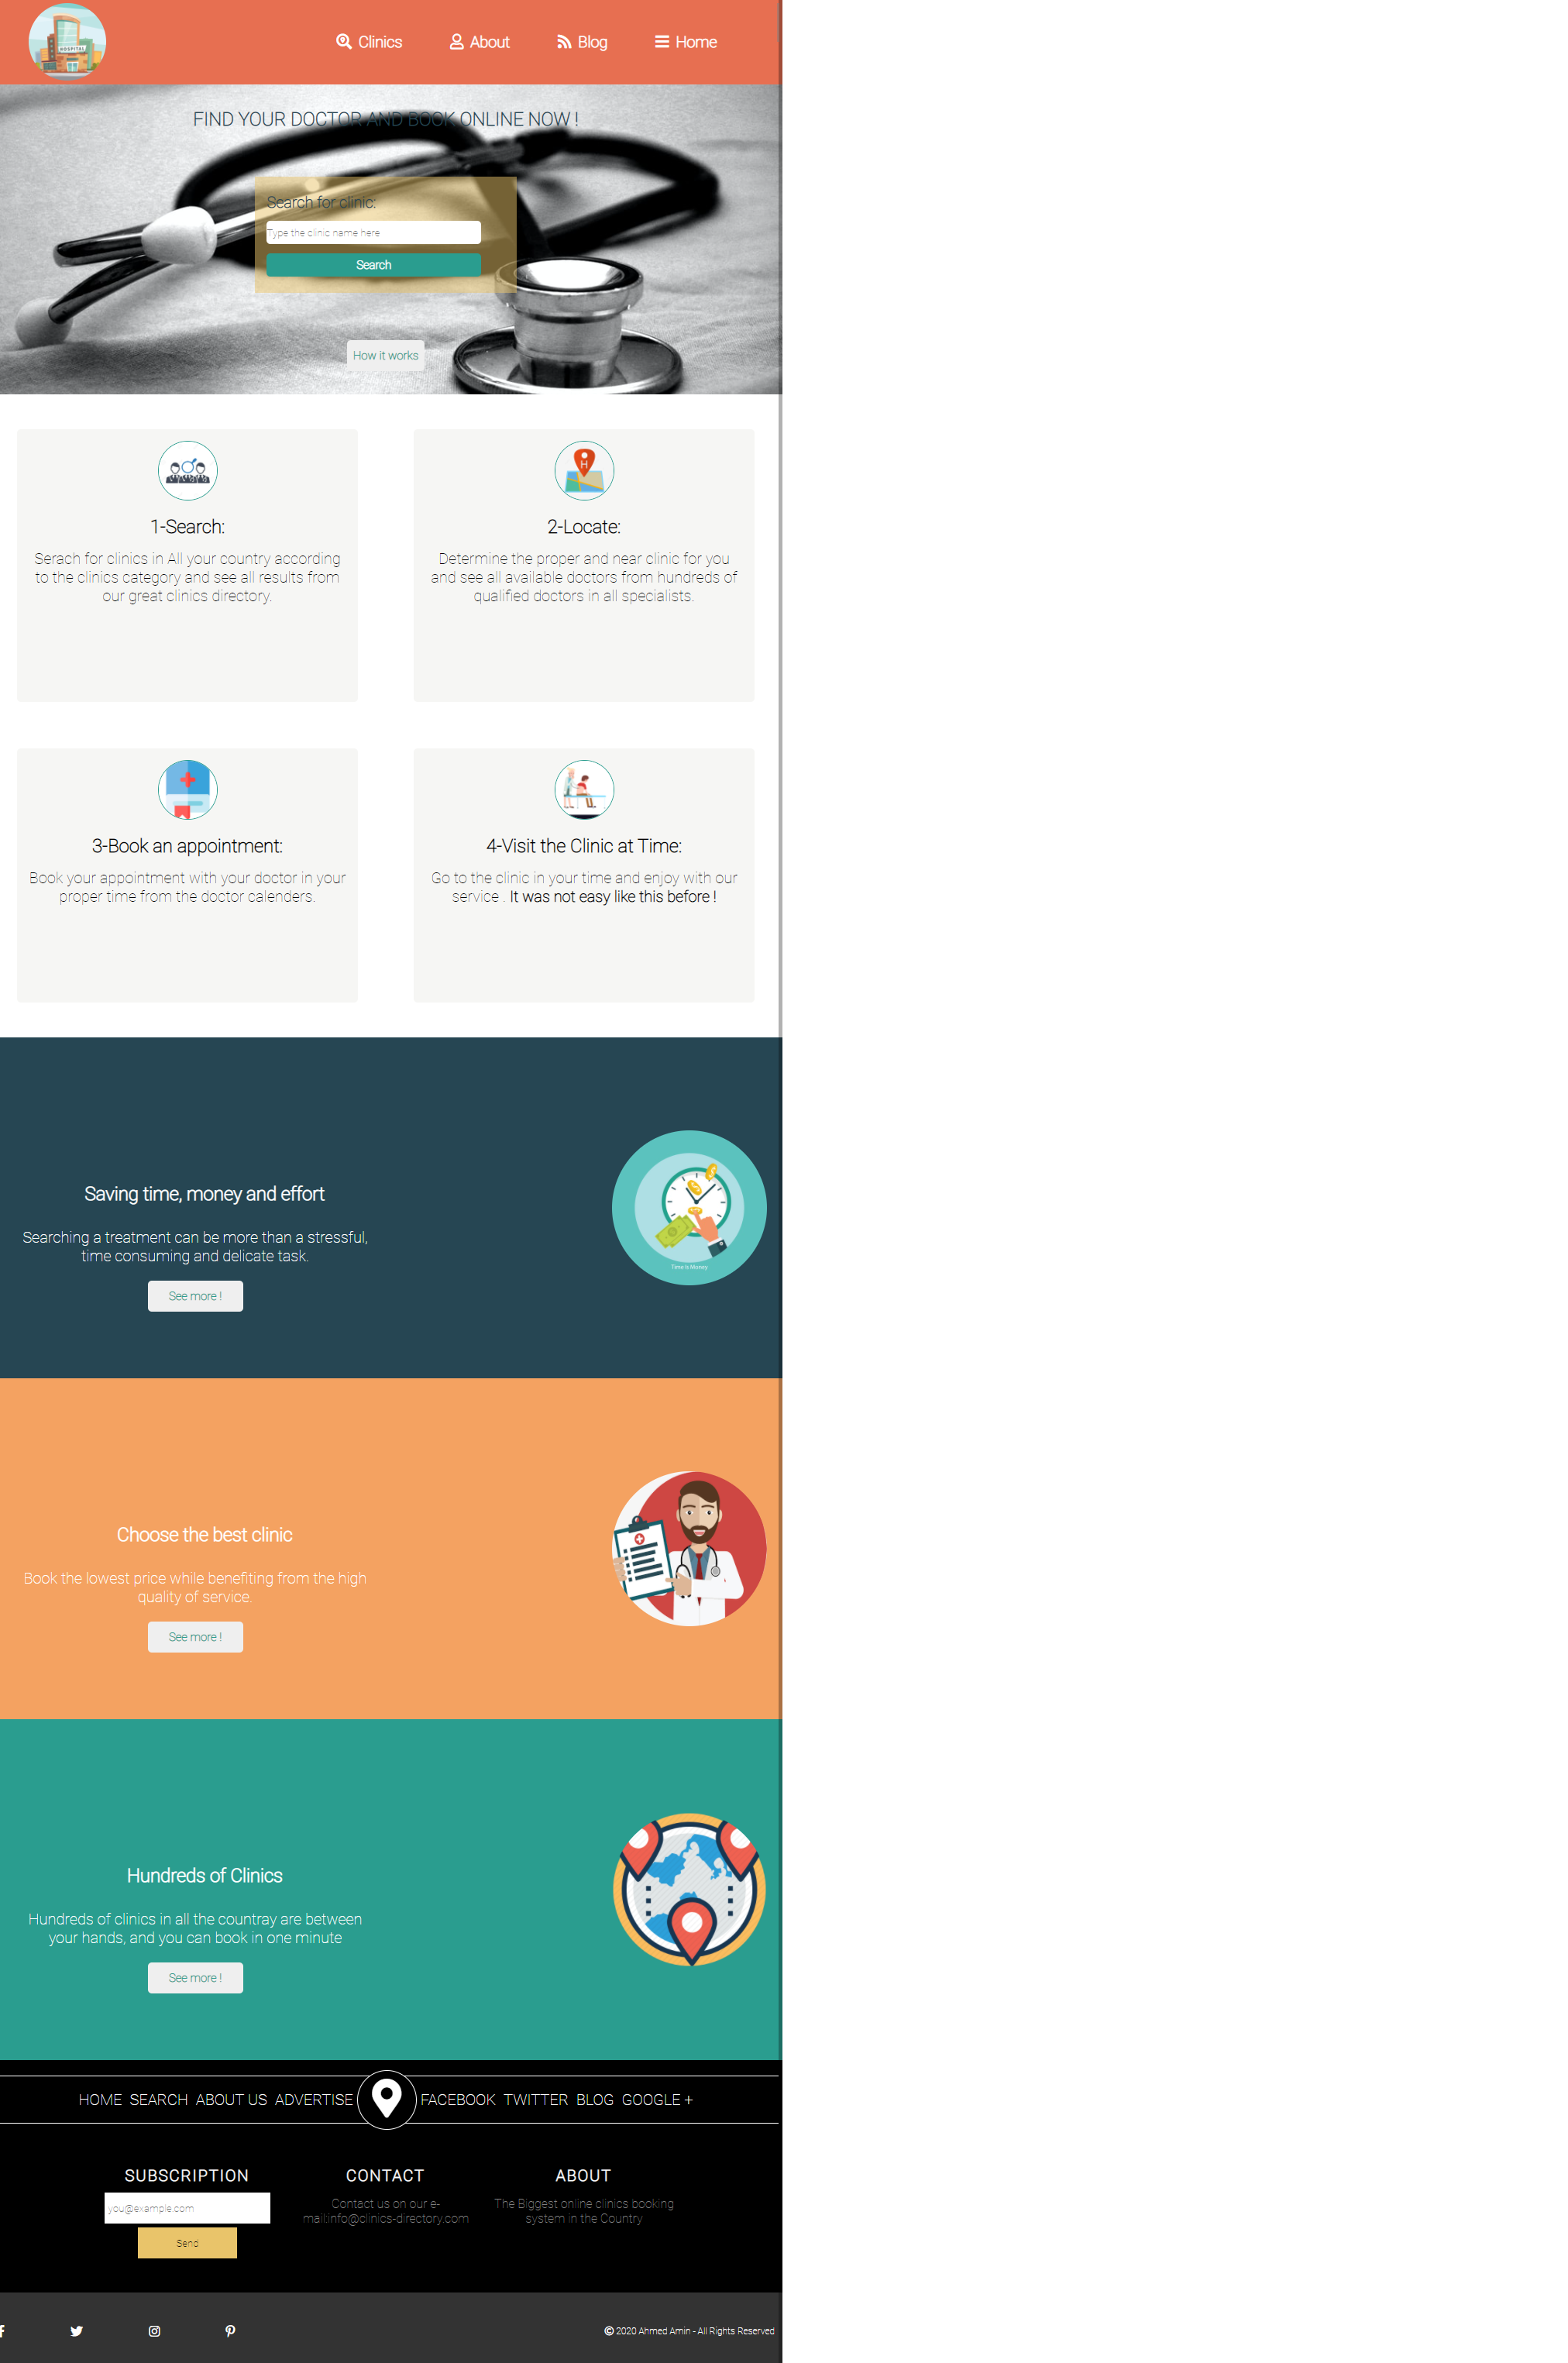 HOSPITAL
Clinics About Blog Home
FIND YOUR DOCTOR AND BOOK ONLINE NOW !
Search for clinic:
Type the clinic name here
Search
How it works
H
1-Search:
Serach for clinics in All your country according
to the clinics category and see all results from
our great clinics directory.
2-Locate:
Determine the proper and near clinic for you
and see all available doctors from hundreds of
qualified doctors in all specialists.
3-Book an appointment:
Book your appointment with your doctor in your
proper time from the doctor calenders.
4-Visit the Clinic at Time:
Go to the clinic in your time and enjoy with our
service . It was not easy like this before !
Saving time, money and effort
Searching a treatment can be more than a stressful,
time consuming and delicate task.
See more !
Time is Money
Choose the best clinic
Book the lowest price while benefiting from the high
quality of service.
See more !
Hundreds of Clinics
Hundreds of clinics in all the countray are between
your hands, and you can book in one minute
See more !
HOME SEARCH ABOUT US ADVERTISE FACEBOOK TWITTER BLOG GOOGLE +
SUBSCRIPTION
you@example.com
Send
CONTACT
Contact us on our e-
mail:info@clinics-directory.com
ABOUT
The Biggest online clinics booking
system in the Country
© 2020 Ahmed Amin - All Rights Reserved